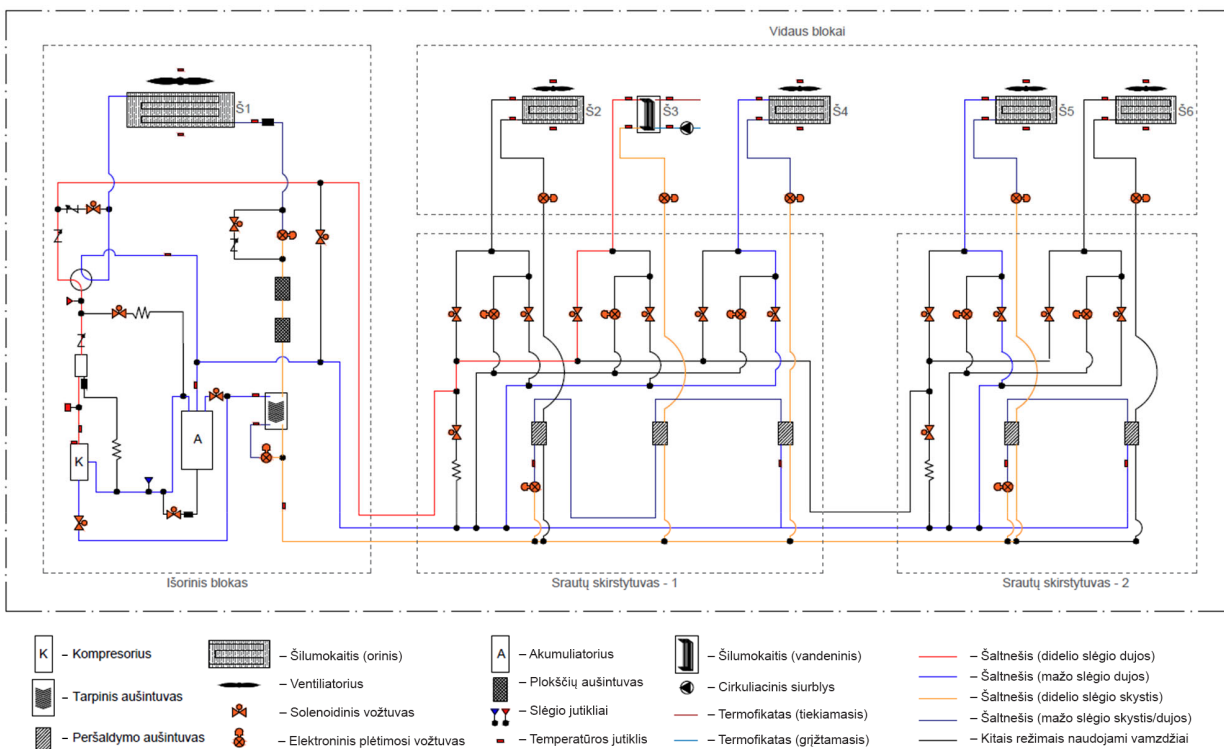 Vidaus blokai
Š1
Š2
Š3
Š4
Š5
Š6
A
K
Išorinis blokas
Srautų skirstytuvas - 1
Srautų skirstytuvas - 2
K – Kompresorius
– Tarpinis aušintuvas
– Peršaldymo aušintuvas
– Šilumokaitis (orinis)
– Ventiliatorius
– Solenoidinis vožtuvas
– Elektroninis plėtimosi vožtuvas
A – Akumuliatorius
– Plokščių aušintuvas
– Slėgio jutikliai
– Temperatūros jutiklis
– Šilumokaitis (vandeninis)
– Cirkuliacinis siurblys
– Termofikatas (tiekiamasis)
– Termofikatas (grįžtamasis)
– Šaltnešis (didelio slėgio dujos)
– Šaltnešis (mažo slėgio dujos)
– Šaltnešis (didelio slėgio skystis)
– Šaltnešis (mažo slėgio skystis/dujos)
– Kitais režimais naudojami vamzdžiai